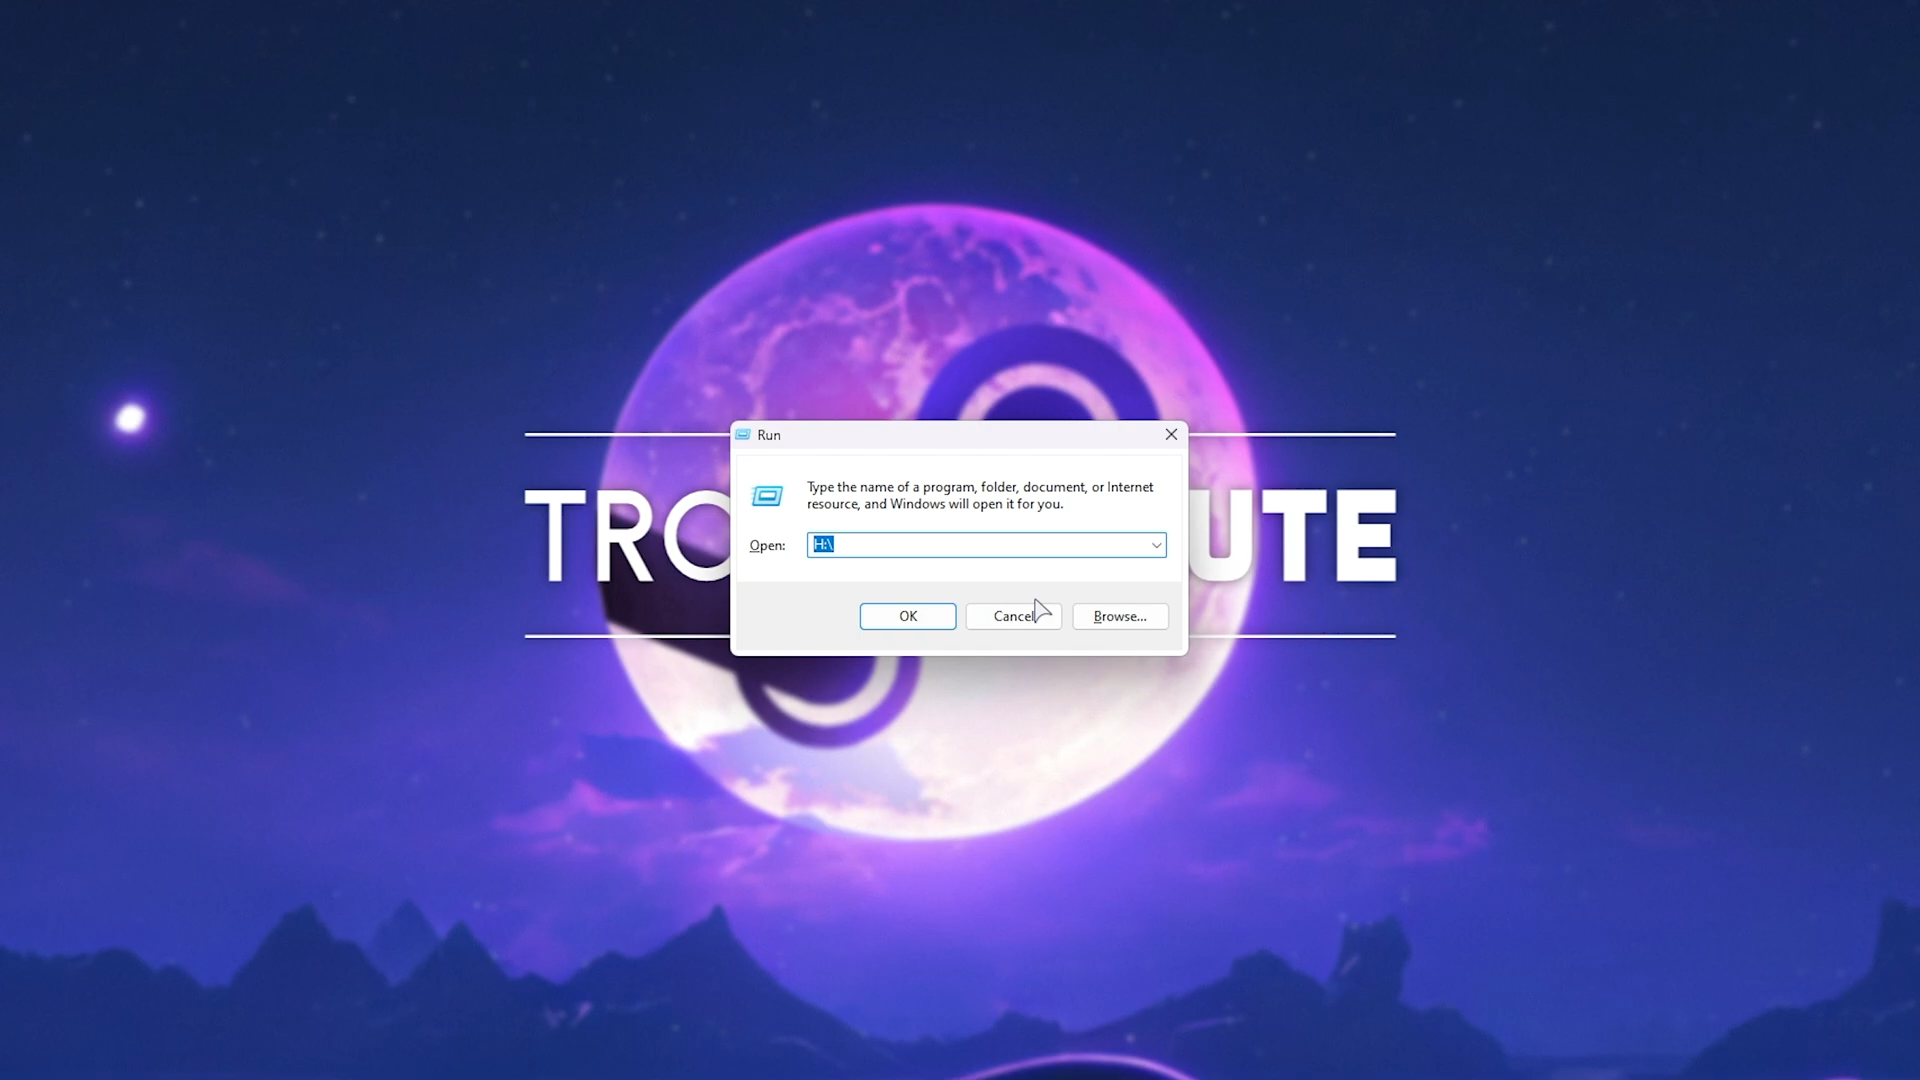 Run
Type the name of a program, folder, document, or Internet
resource, and Windows will open it for you.
Open: H:\
TRO UTE
OK Cancel Browse...